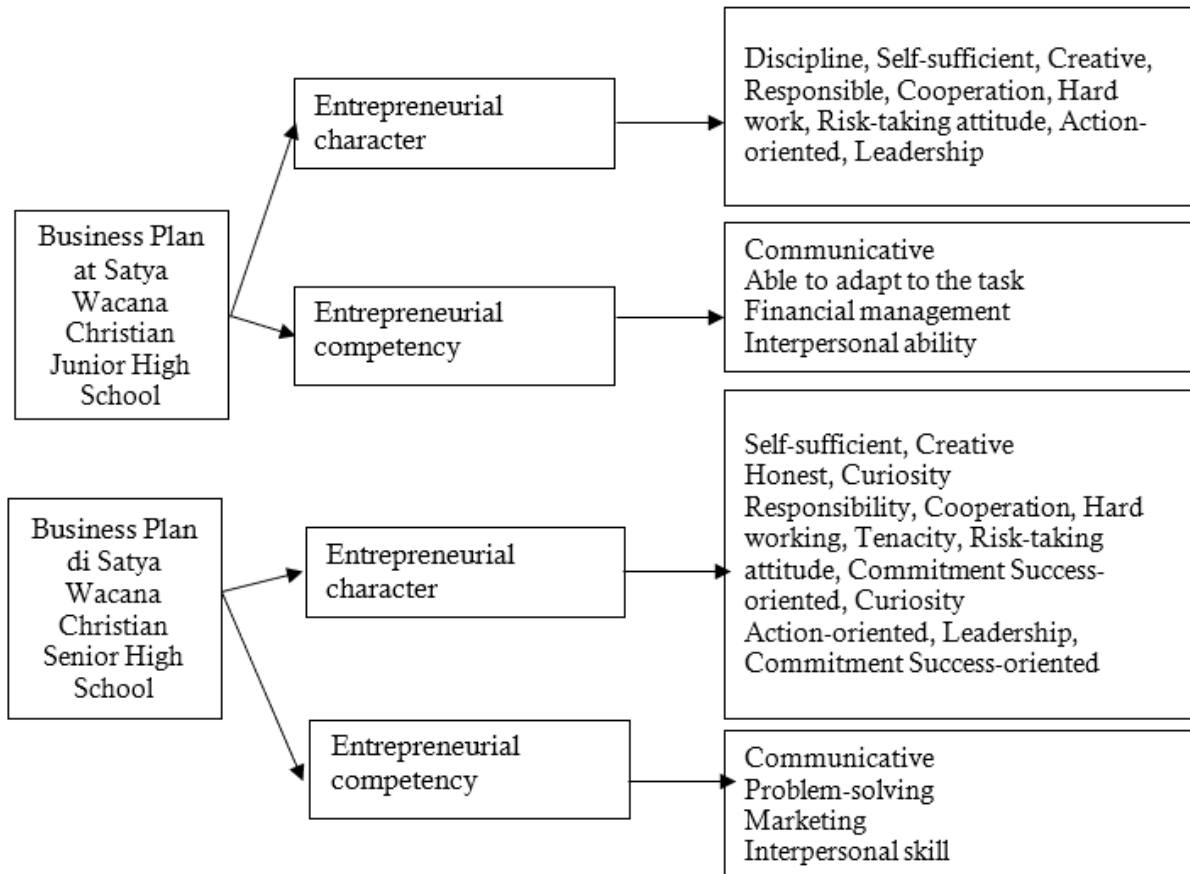 Business Plan
at Satya
Wacana
Christian
Junior High
School
Entrepreneurial
character
Discipline, Self-sufficient, Creative,
Responsible, Cooperation, Hard
work, Risk-taking attitude, Action-
oriented, Leadership
Entrepreneurial
competency
Communicative
Able to adapt to the task
Financial management
Interpersonal ability
Business Plan
di Satya
Wacana
Christian
Senior High
School
Entrepreneurial
character
Self-sufficient, Creative
Honest, Curiosity
Responsibility, Cooperation, Hard
working, Tenacity, Risk-taking
attitude, Commitment Success-
oriented, Curiosity
Action-oriented, Leadership,
Commitment Success-oriented
Entrepreneurial
competency
Communicative
Problem-solving
Marketing
Interpersonal skill